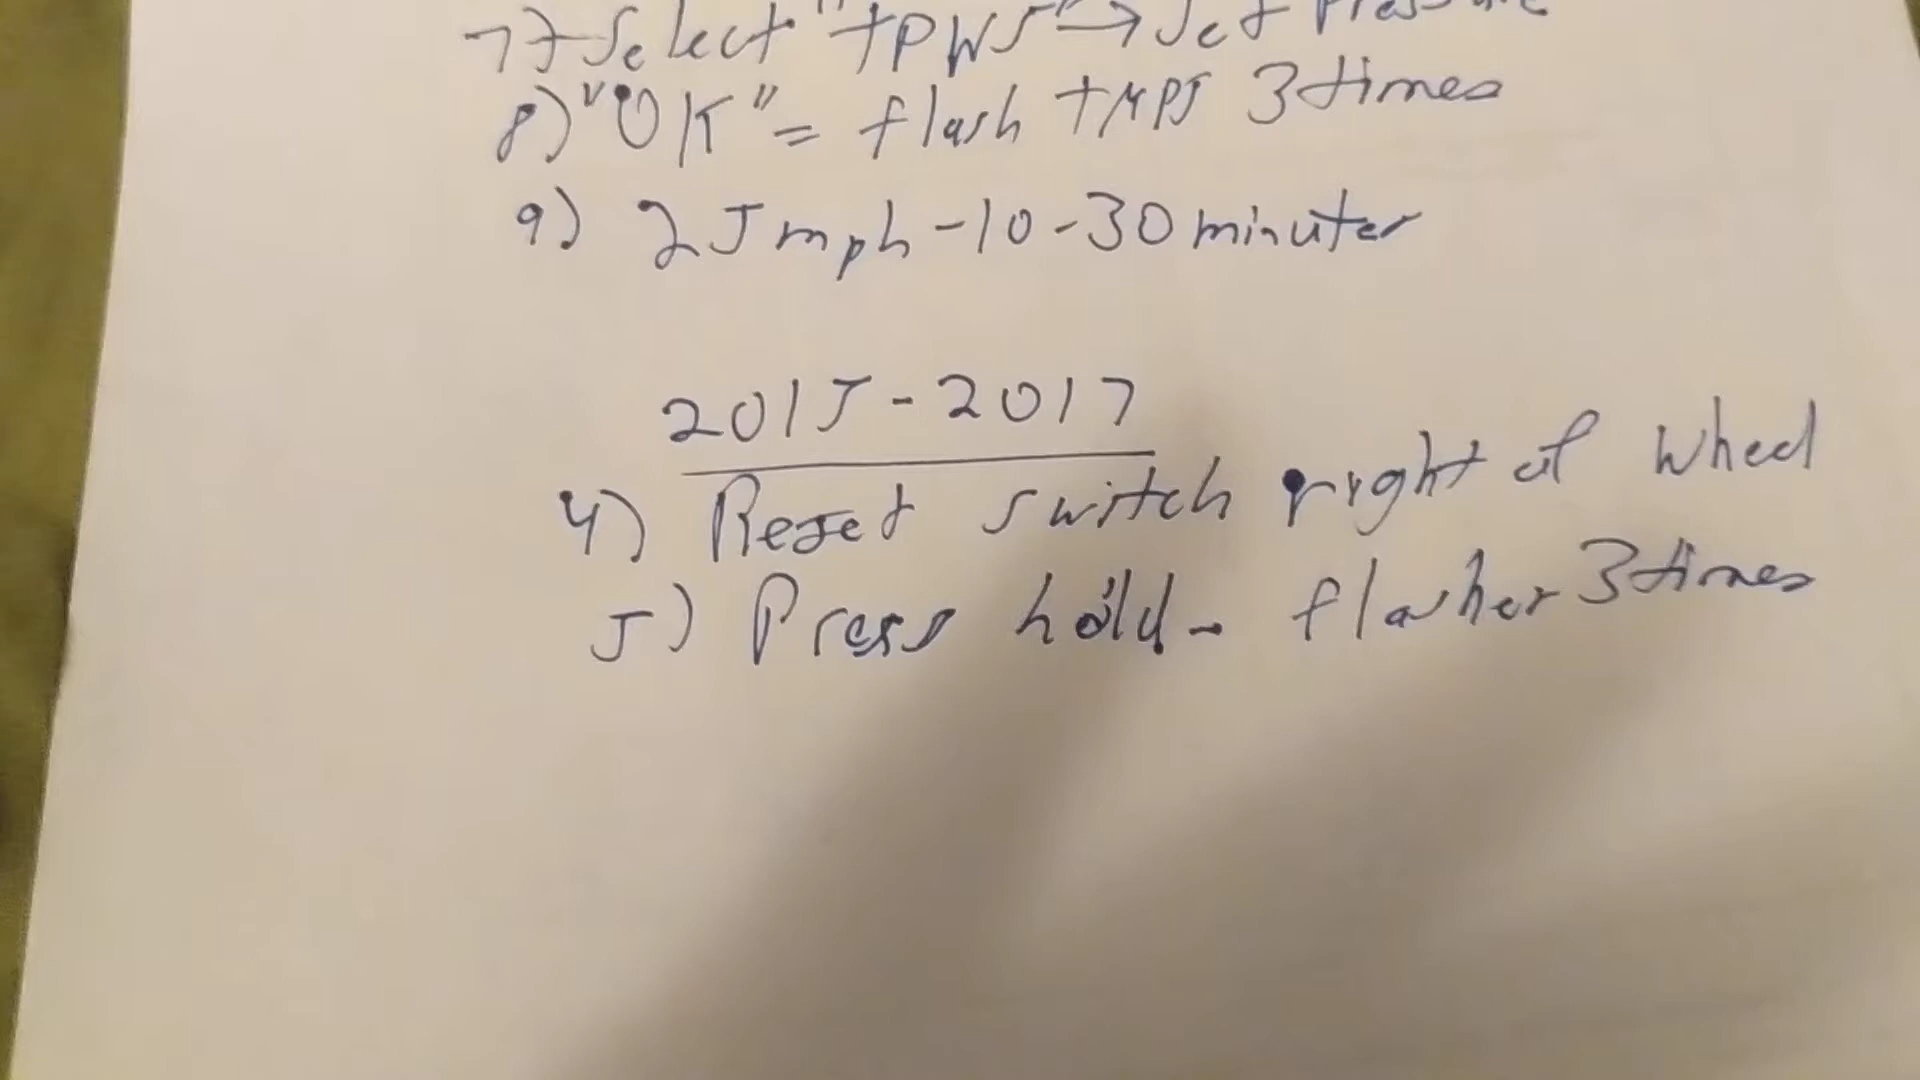 7) Select "TPWS" → Set Pressure
8) "OK" = flash TMPS 3 times
9) 25 mph - 10 - 30 minutes
2015 - 2017
4) Reset switch right of wheel
5) Press hold - flashes 3 times